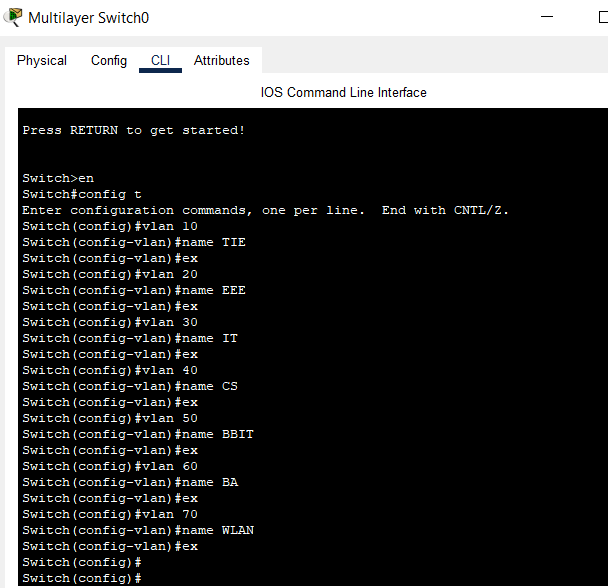 Multilayer Switch0
Physical Config CLI Attributes
IOS Command Line Interface
Press RETURN to get started!
Switch>en
Switch#config t
Enter configuration commands, one per line.  End with CNTL/Z.
Switch(config)#vlan 10
Switch(config-vlan)#name TIE
Switch(config-vlan)#ex
Switch(config)#vlan 20
Switch(config-vlan)#name EEE
Switch(config-vlan)#ex
Switch(config)#vlan 30
Switch(config-vlan)#name IT
Switch(config-vlan)#ex
Switch(config)#vlan 40
Switch(config-vlan)#name CS
Switch(config-vlan)#ex
Switch(config)#vlan 50
Switch(config-vlan)#name BBIT
Switch(config-vlan)#ex
Switch(config)#vlan 60
Switch(config-vlan)#name BA
Switch(config-vlan)#ex
Switch(config)#vlan 70
Switch(config-vlan)#name WLAN
Switch(config-vlan)#ex
Switch(config)#
Switch(config)#